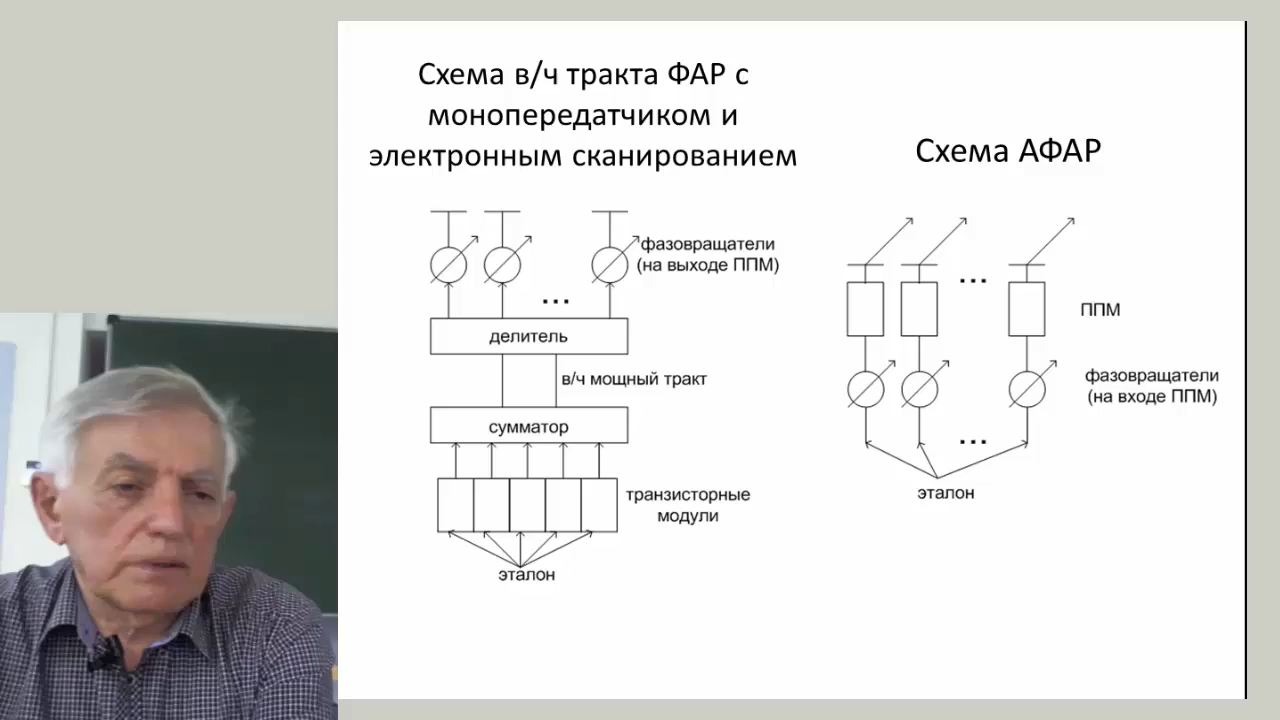 Схема в/ч тракта ФАР с
монопередатчиком и
электронным сканированием
фазовращатели
(на выходе ППМ)
...
делитель
в/ч мощный тракт
сумматор
транзисторные
модули
эталон
Схема АФАР
...
ППМ
фазовращатели
(на входе ППМ)
...
эталон